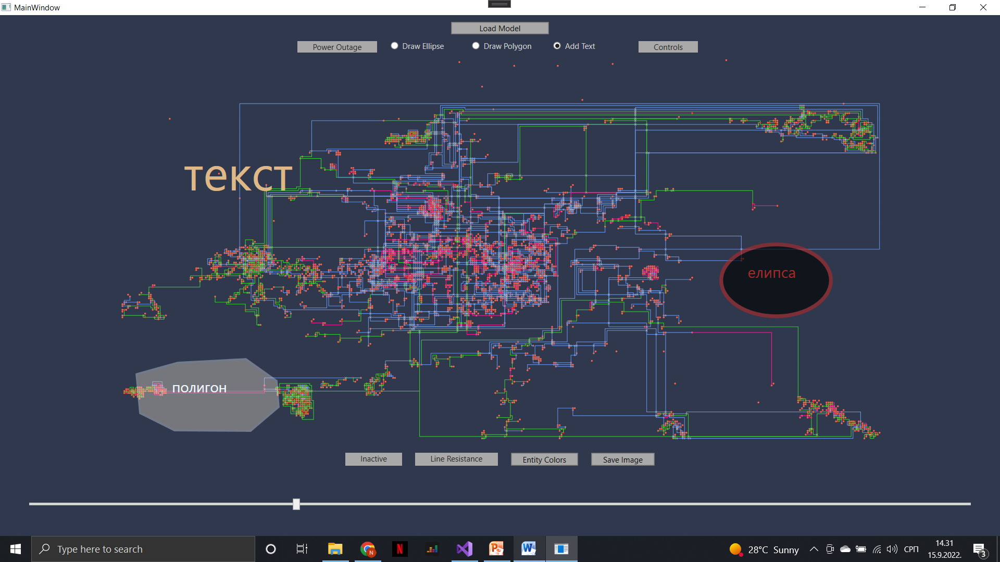 MainWindow
Load Model
Power Outage
Draw Ellipse
Draw Polygon
Add Text
Controls
текст
елипса
полигон
Inactive
Line Resistance
Entity Colors
Save Image
Type here to search
28°C Sunny
СРП
14.31
15.9.2022.
3